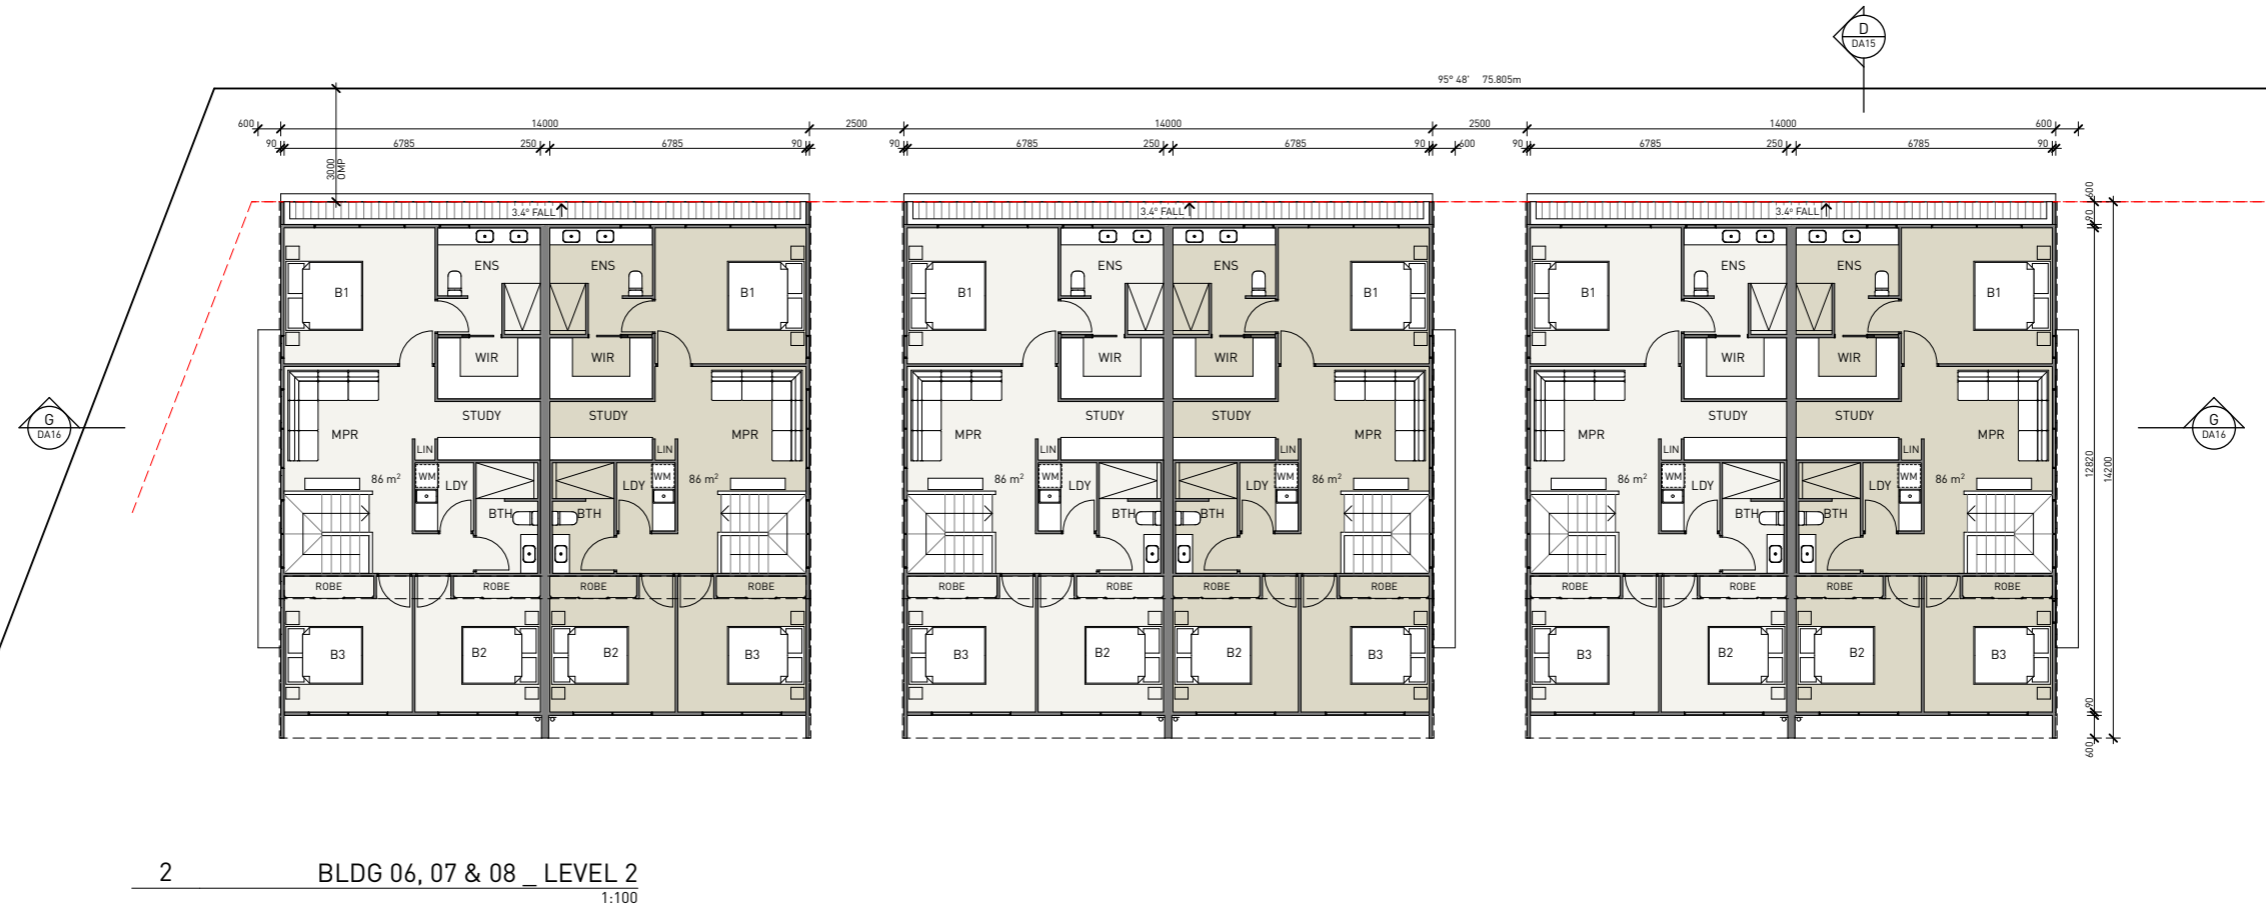 D
DA15
95° 48' 75.805m
600 14000 2500 14000 2500 14000 600
90 6785 250 6785 90 90 6785 250 6785 90 600 90 6785 250 6785 90
3000
OMP
600
3.4° FALL 3.4° FALL 3.4° FALL
490
ENS ENS ENS ENS ENS ENS
B1 B1 B1 B1 B1 B1
WIR WIR WIR WIR WIR WIR
STUDY STUDY STUDY STUDY STUDY STUDY
G
DA16
G
DA16
MPR MPR MPR MPR MPR MPR
LIN LIN LIN LIN LIN LIN
12820
14200
WM WM WM WM WM WM
86 m² 86 m² 86 m² 86 m² 86 m² 86 m²
LDY LDY LDY LDY LDY LDY
BTH BTH BTH BTH BTH BTH
ROBE ROBE ROBE ROBE ROBE ROBE ROBE ROBE ROBE ROBE ROBE ROBE
B3 B2 B2 B3 B3 B2 B2 B3 B3 B2 B2 B3
600
2 BLDG 06, 07 & 08 _ LEVEL 2
1:100